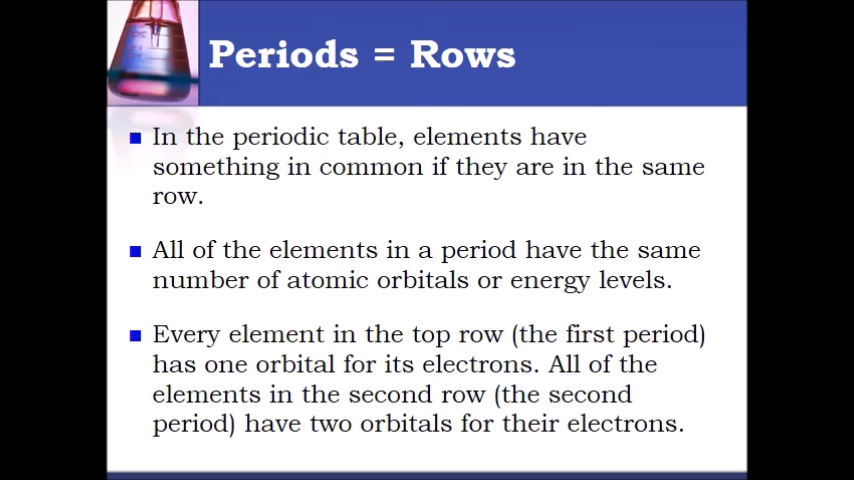 Periods = Rows
In the periodic table, elements have
something in common if they are in the same
row.
All of the elements in a period have the same
number of atomic orbitals or energy levels.
Every element in the top row (the first period)
has one orbital for its electrons. All of the
elements in the second row (the second
period) have two orbitals for their electrons.